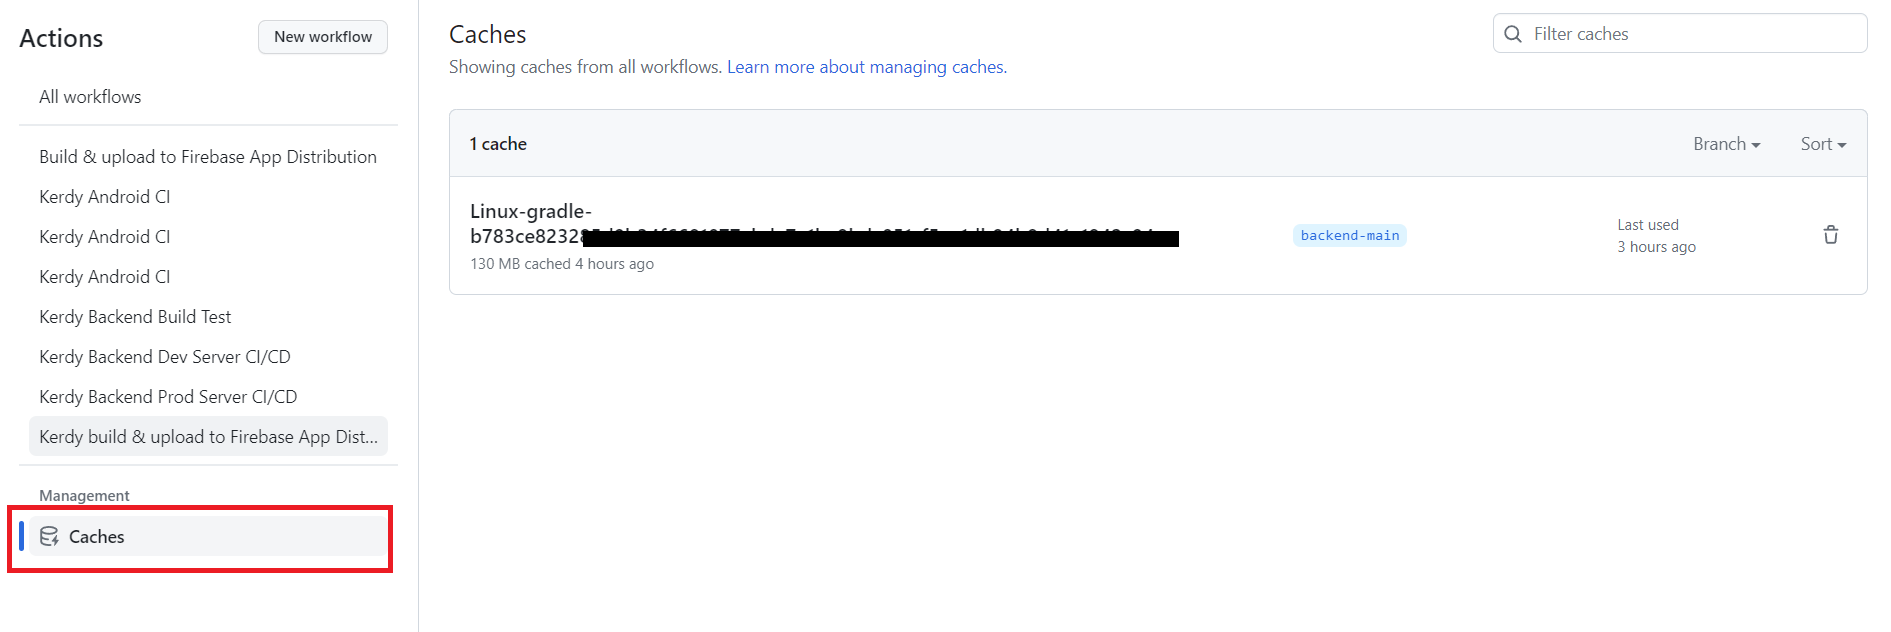 Actions
New workflow
All workflows
Build & upload to Firebase App Distribution
Kerdy Android CI
Kerdy Android CI
Kerdy Android CI
Kerdy Backend Build Test
Kerdy Backend Dev Server CI/CD
Kerdy Backend Prod Server CI/CD
Kerdy build & upload to Firebase App Dist...
Management
Caches
Caches
Filter caches
Showing caches from all workflows. Learn more about managing caches.
1 cache
Branch
Sort
Linux-gradle-
130 MB cached 4 hours ago
backend-main
Last used
3 hours ago